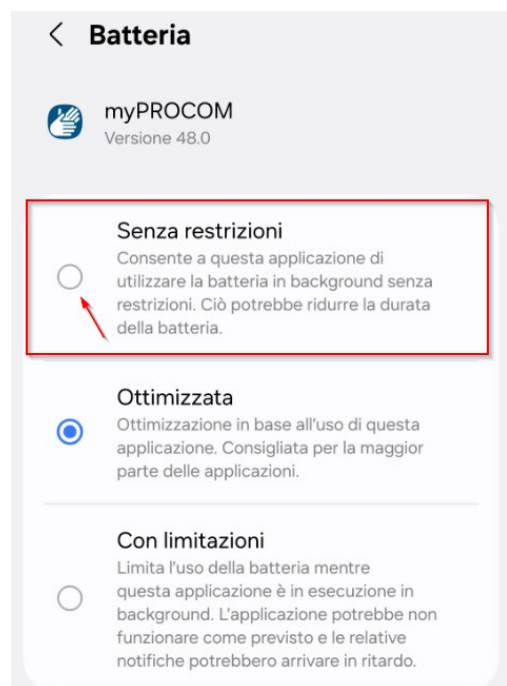 Batteria
myPROCOM
Versione 48.0
Senza restrizioni
Consente a questa applicazione di
utilizzare la batteria in background senza
restrizioni. Ciò potrebbe ridurre la durata
della batteria.
Ottimizzata
Ottimizzazione in base all'uso di questa
applicazione. Consigliata per la maggior
parte delle applicazioni.
Con limitazioni
Limita l'uso della batteria mentre
questa applicazione è in esecuzione in
background. L'applicazione potrebbe non
funzionare come previsto e le relative
notifiche potrebbero arrivare in ritardo.